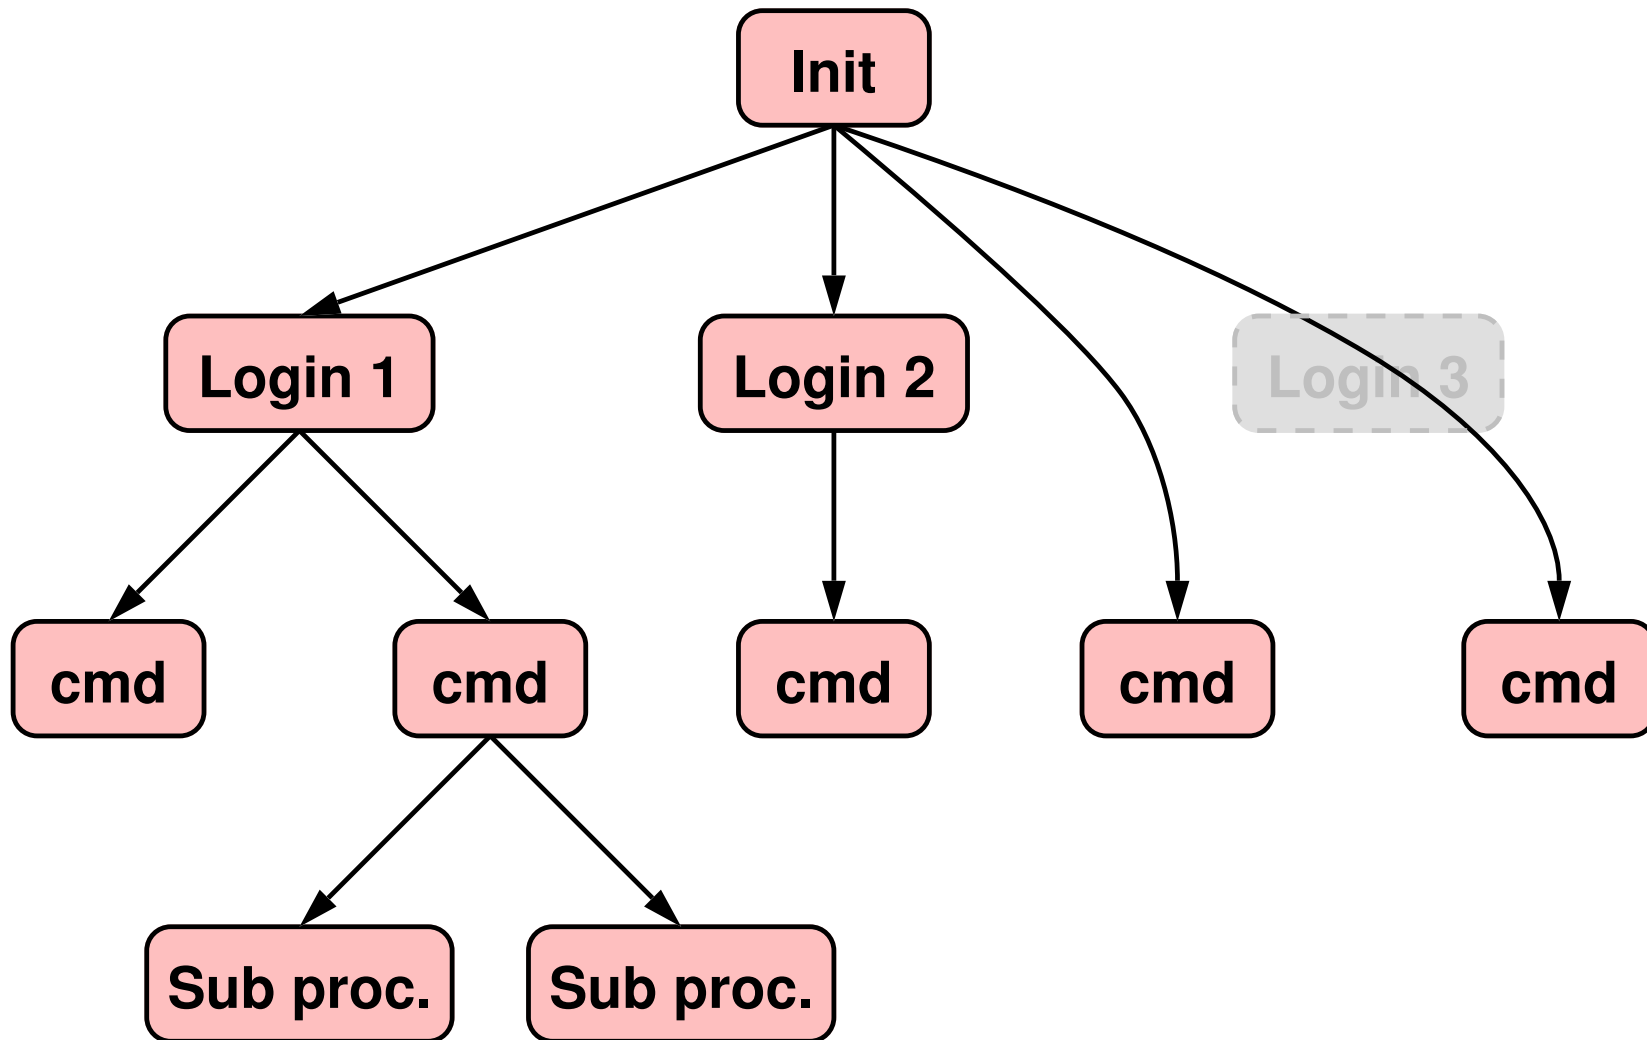 Init
Login 1
Login 2
Login 3
cmd
cmd
cmd
cmd
cmd
Sub proc.
Sub proc.